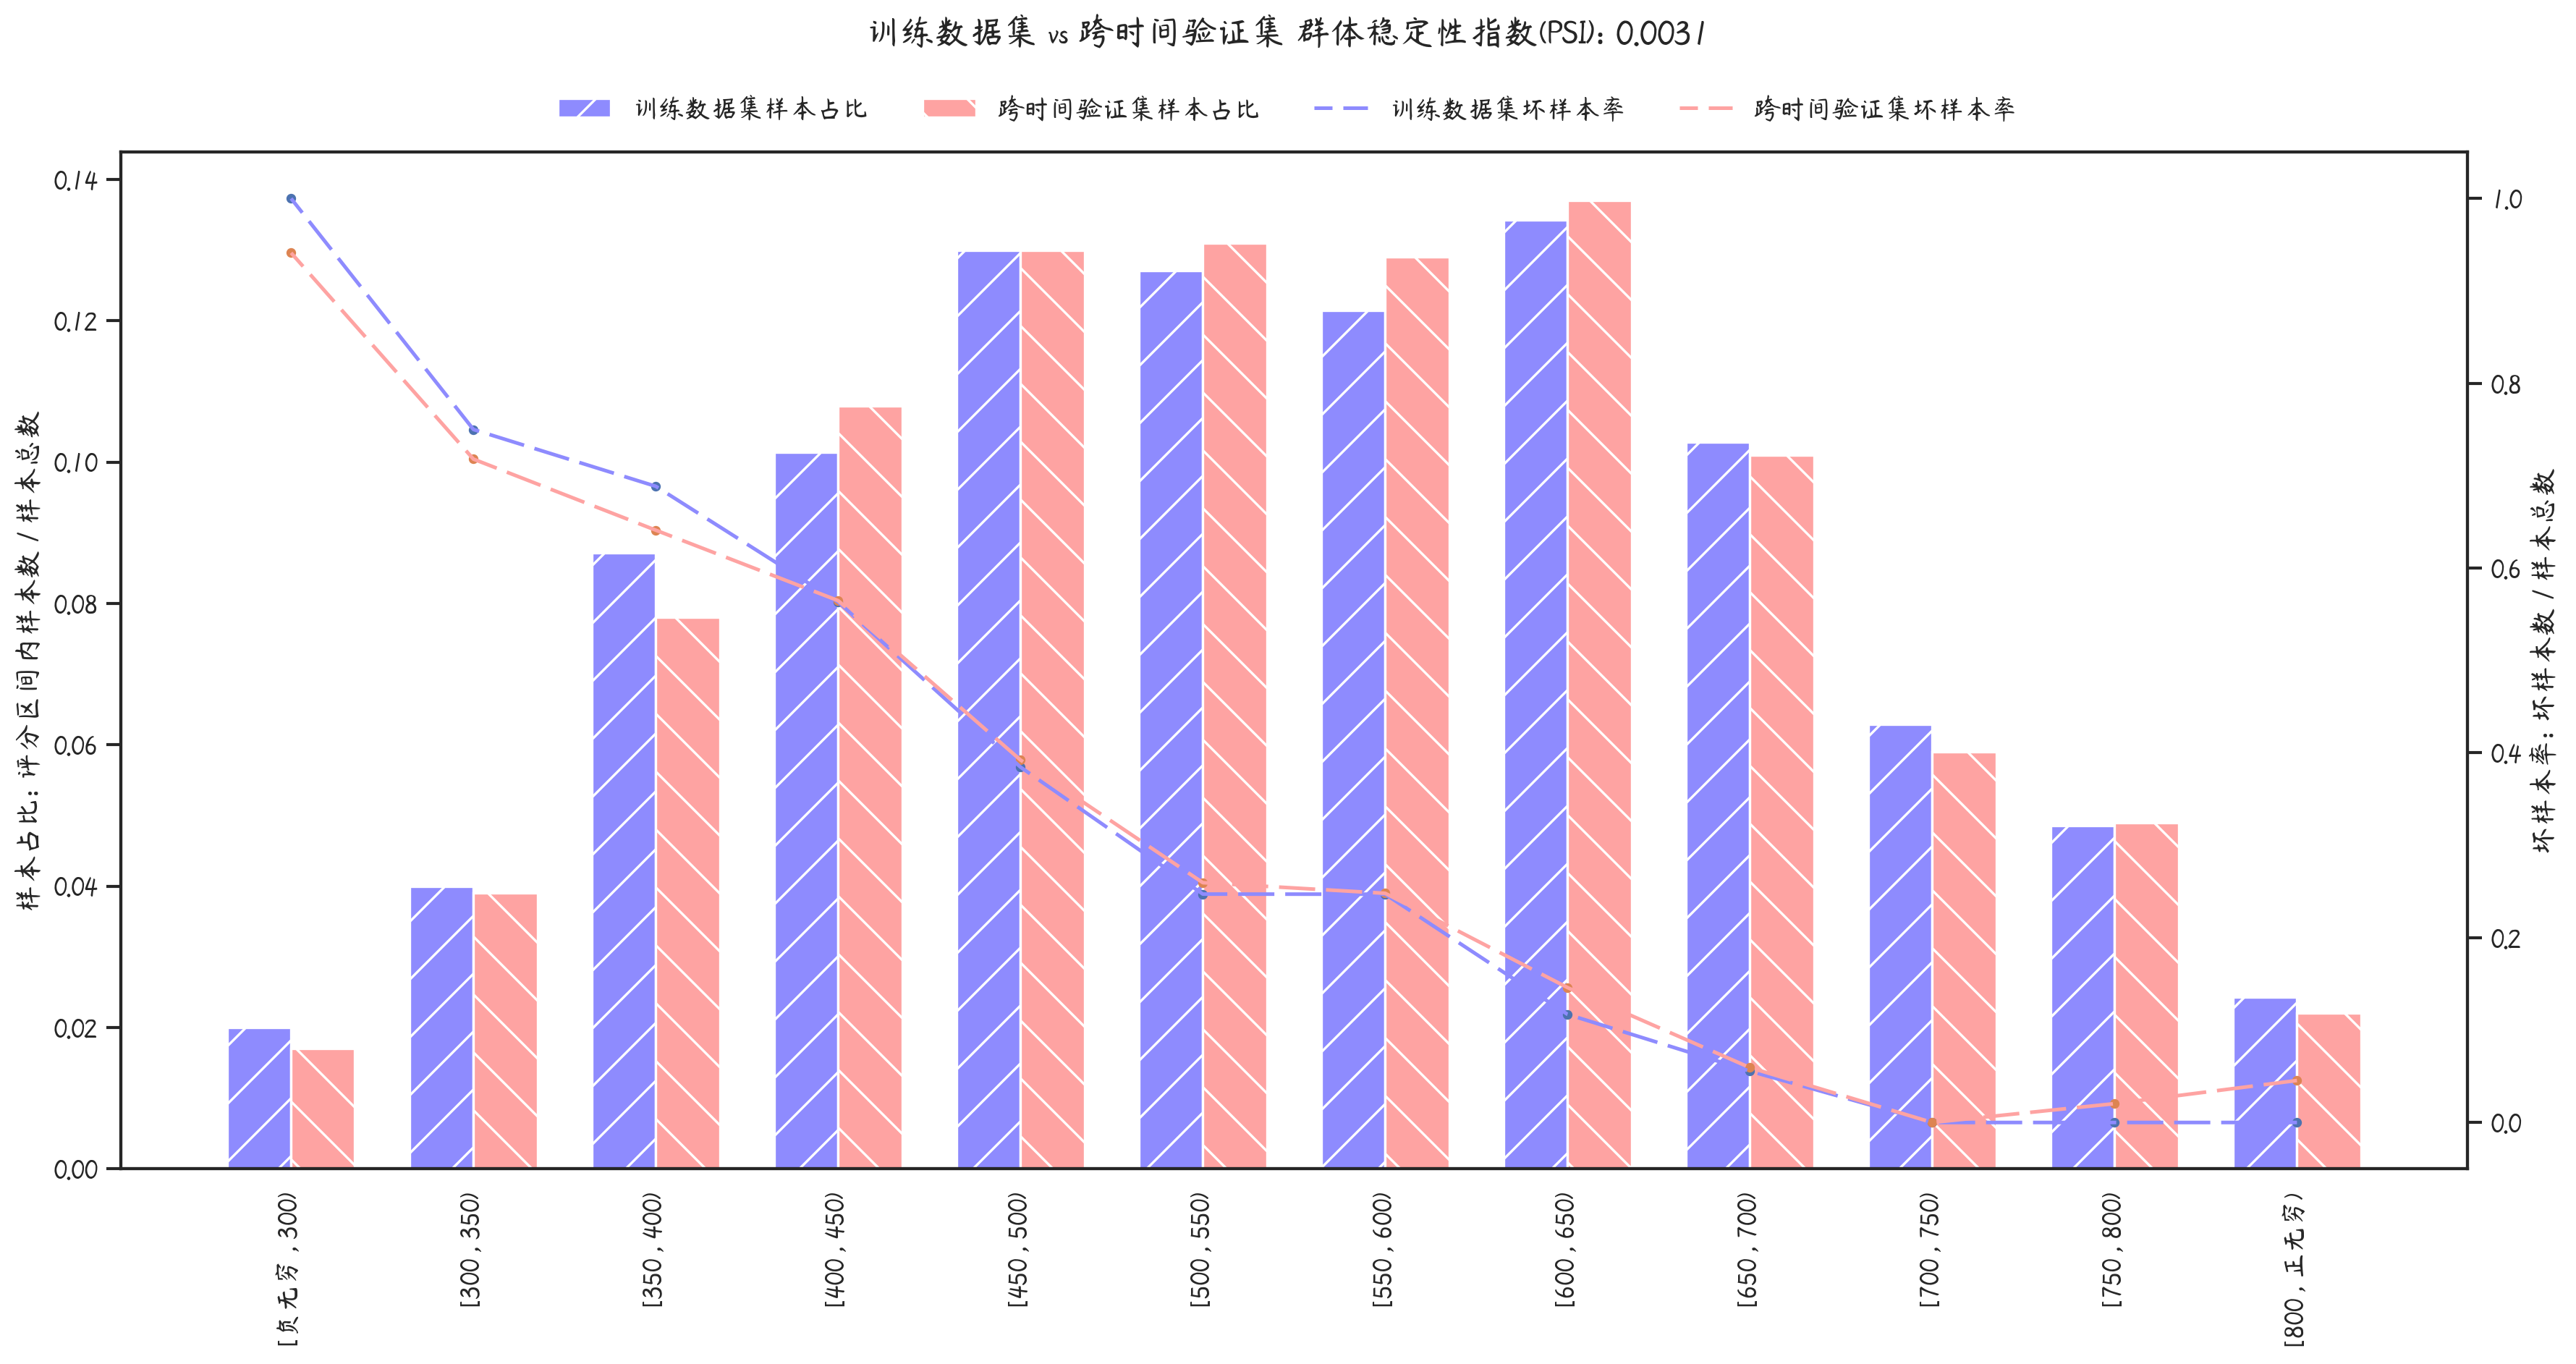 训练数据集 vs 跨时间验证集 群体稳定性指数(PSI): 0.0031
训练数据集样本占比 跨时间验证集样本占比 训练数据集坏样本率 跨时间验证集坏样本率
样本占比: 评分区间内样本数 / 样本总数
0.14
0.12
0.10
0.08
0.06
0.04
0.02
0.00
1.0
0.8
0.6
0.4
0.2
0.0
坏样本率: 坏样本数 / 样本总数
[负无穷 , 300)
[300 , 350)
[350 , 400)
[400 , 450)
[450 , 500)
[500 , 550)
[550 , 600)
[600 , 650)
[650 , 700)
[700 , 750)
[750 , 800)
[800 , 正无穷)